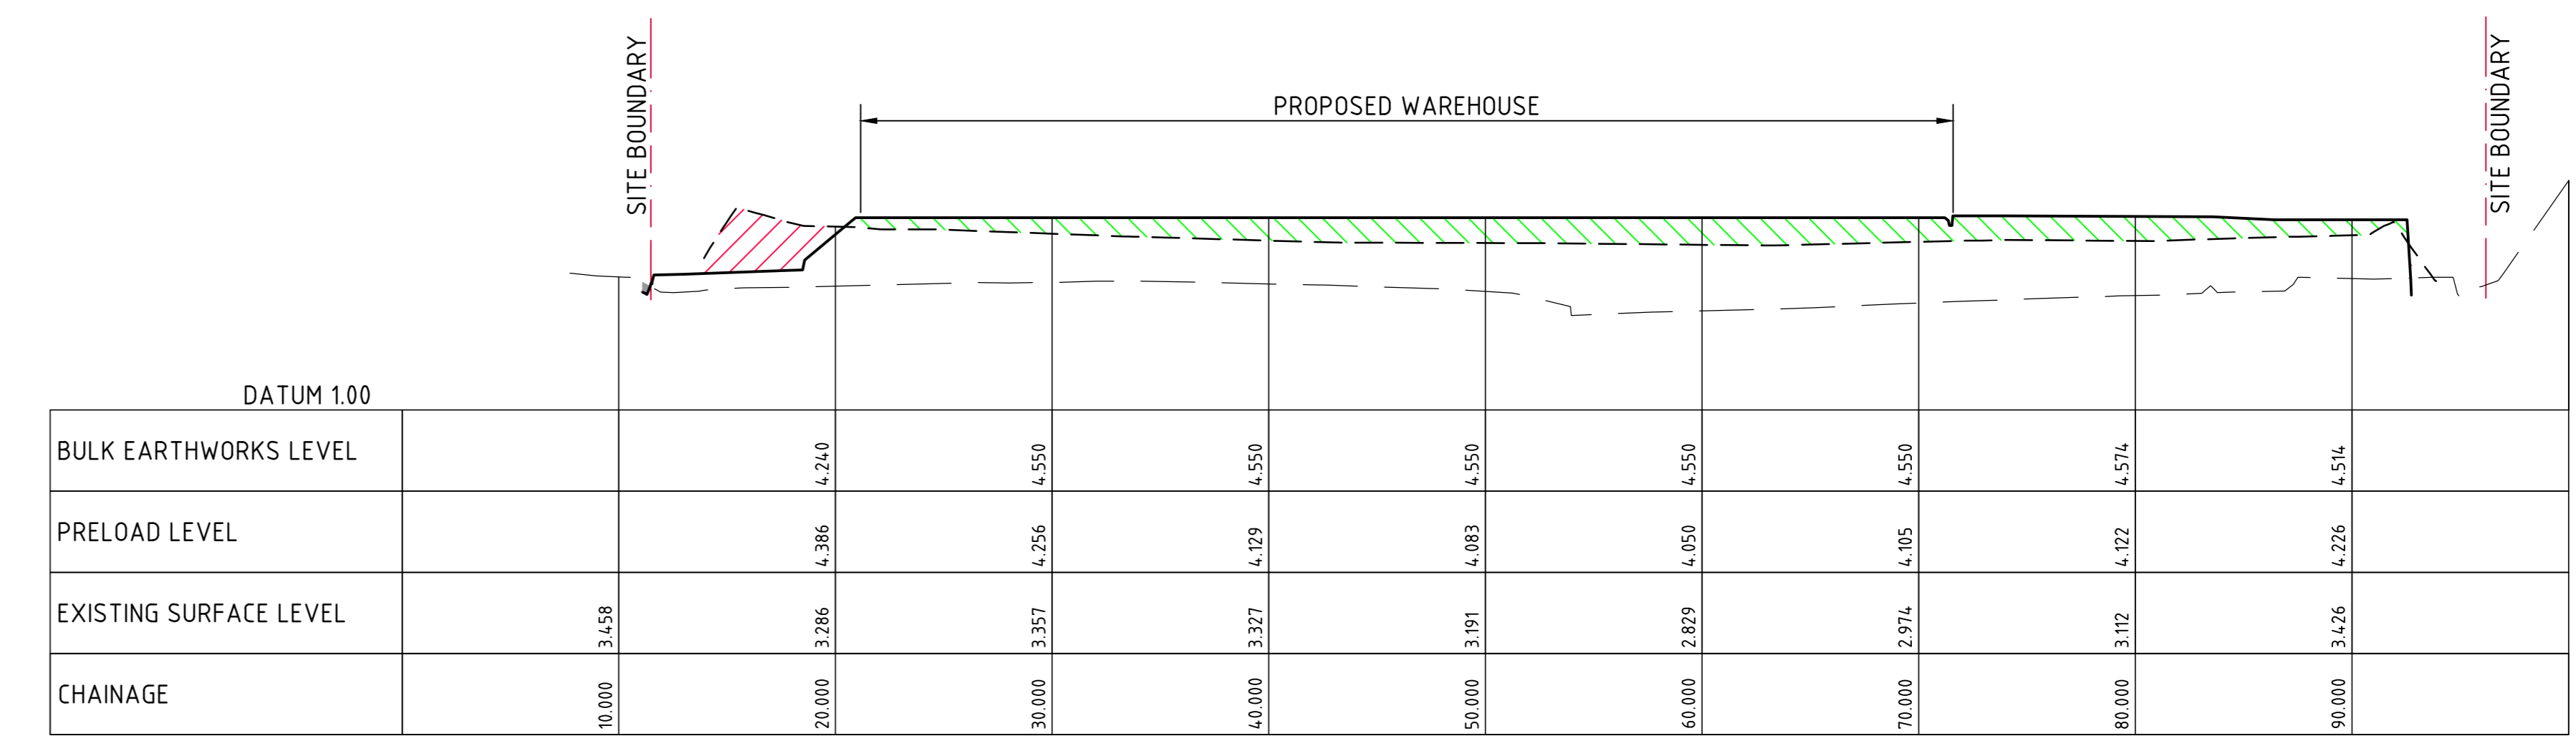 SITE BOUNDARY
PROPOSED WAREHOUSE
SITE BOUNDARY
DATUM 1.00
BULK EARTHWORKS LEVEL 4.240 4.550 4.550 4.550 4.550 4.550 4.574 4.514
PRELOAD LEVEL 4.386 4.256 4.129 4.083 4.050 4.105 4.122 4.226
EXISTING SURFACE LEVEL 3.458 3.286 3.357 3.327 3.191 2.829 2.974 3.112 3.426
CHAINAGE 10.000 20.000 30.000 40.000 50.000 60.000 70.000 80.000 90.000